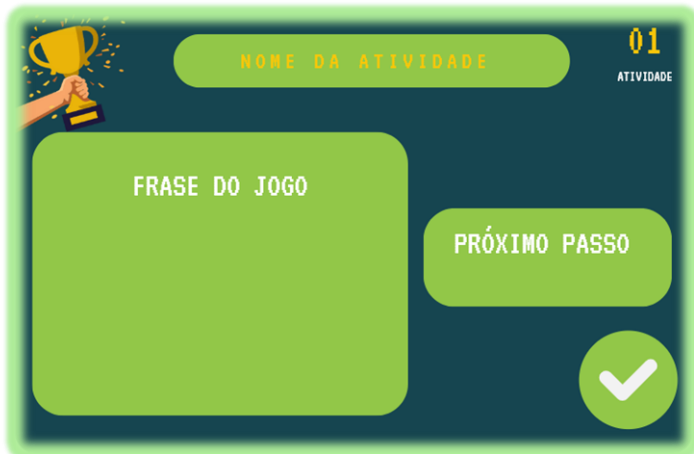 NOME DA ATIVIDADE
01
ATIVIDADE
FRASE DO JOGO
PRÓXIMO PASSO